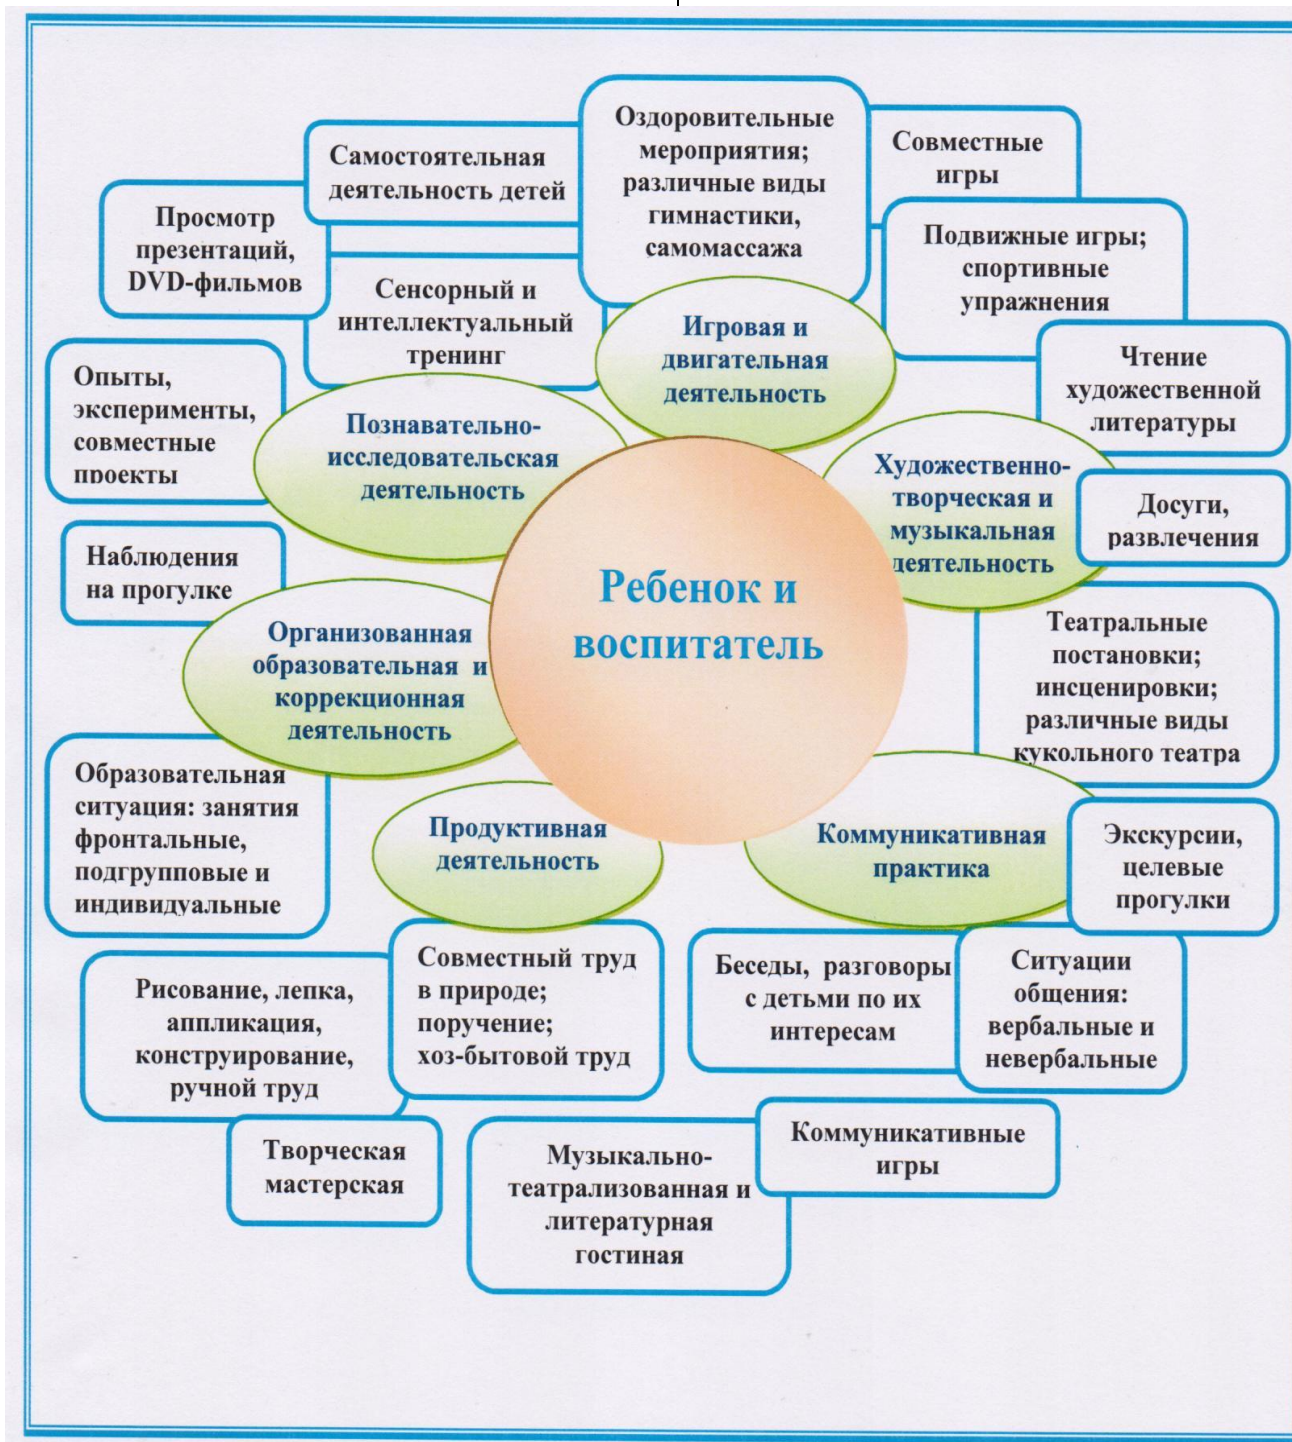 Оздоровительные
мероприятия;
различные виды
гимнастики,
самомассажа
Совместные
игры
Самостоятельная
деятельность детей
Просмотр
презентаций,
DVD-фильмов
Подвижные игры;
спортивные
упражнения
Сенсорный и
интеллектуальный
тренинг
Игровая и
двигательная
деятельность
Чтение
художественной
литературы
Опыты,
эксперименты,
совместные
проекты
Познавательно-
исследовательская
деятельность
Художественно-
творческая и
музыкальная
деятельность
Досуги,
развлечения
Наблюдения
на прогулке
Ребенок и
воспитатель
Организованная
образовательная и
коррекционная
деятельность
Театральные
постановки;
инсценировки;
различные виды
кукольного театра
Образовательная
ситуация: занятия
фронтальные,
подгрупповые и
индивидуальные
Продуктивная
деятельность
Коммуникативная
практика
Экскурсии,
целевые
прогулки
Рисование, лепка,
аппликация,
конструирование,
ручной труд
Совместный труд
в природе;
поручение;
хоз-бытовой труд
Беседы, разговоры
с детьми по их
интересам
Ситуации
общения:
вербальные и
невербальные
Творческая
мастерская
Музыкально-
театрализованная и
литературная
гостиная
Коммуникативные
игры